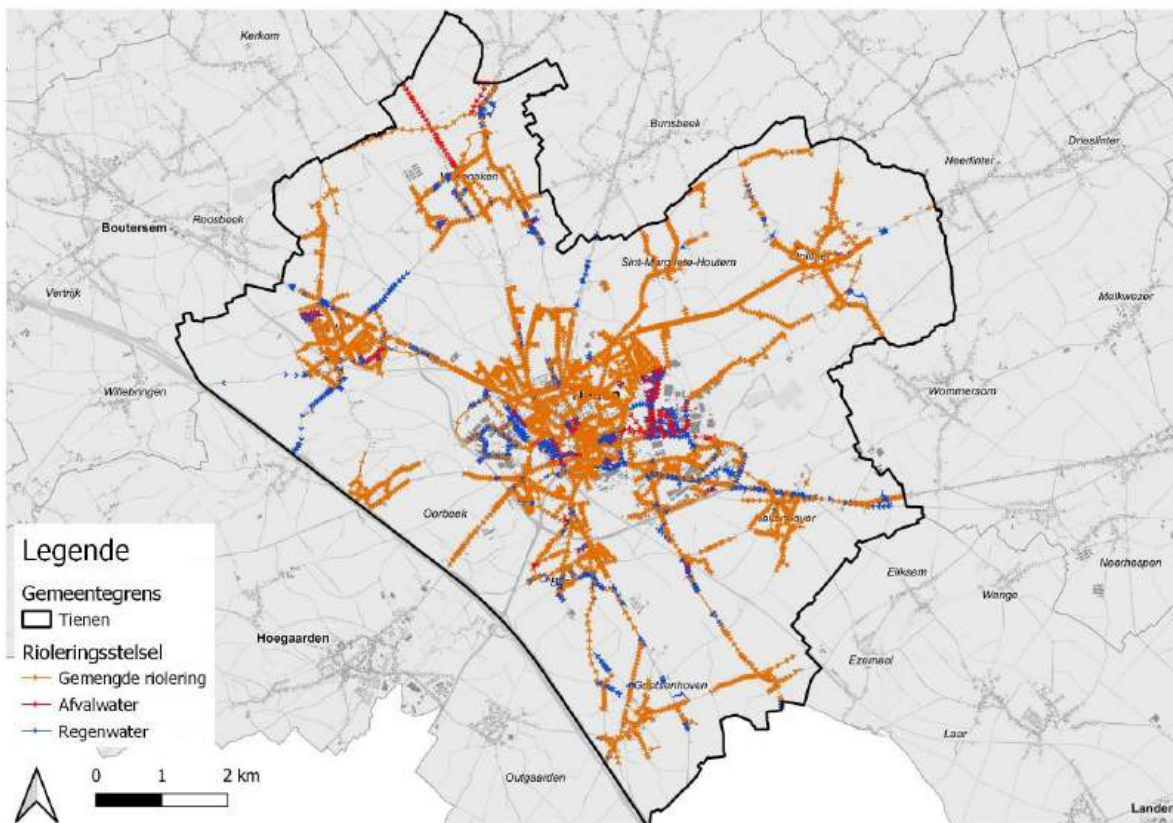 Kerkom
Bunsbeek
Drieslinter
Neerlinter
Roosbeek
Boutersem
Sint-Margriete-Houtem
Vertrijk
Melkwezer
Willebringen
Wommersom
Oorbeek
Legende
Gemeentegrens
Tienen
Rioleringsstelsel
Gemengde riolering
Afvalwater
Regenwater
Hoegaarden
Eliksem
Neerhespen
Wange
Ezemaal
Goetsenhoven
Laar
Outgaarden
Landen
0 1 2 km